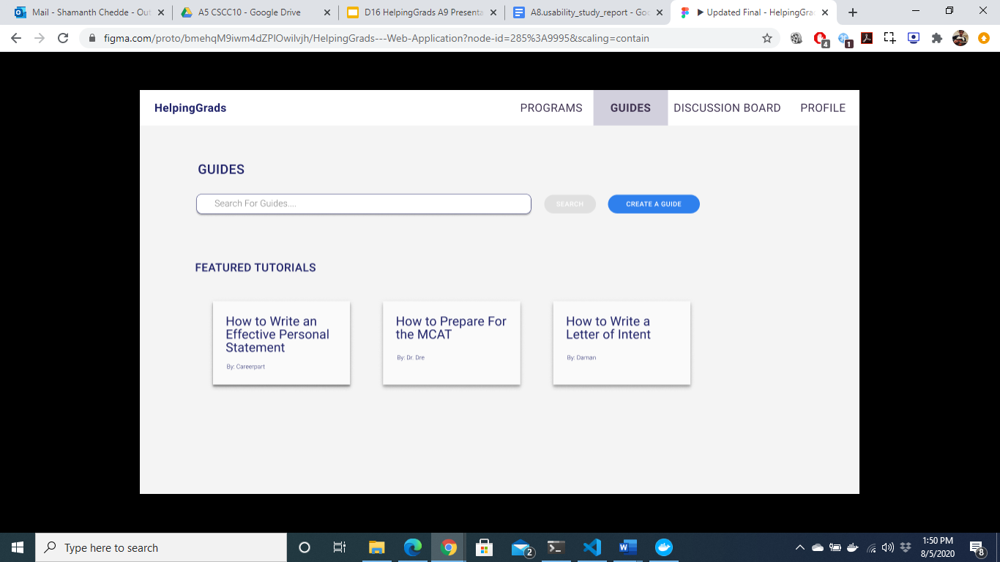 Mail - Shamanth Chedde - Out
A5 CSCC10 - Google Drive
D16 HelpingGrads A9 Presenta
A8.usability_study_report - Goo
Updated Final - HelpingGrad
figma.com/proto/bmehqM9iwm4dZPIOwilvjh/HelpingGrads---Web-Application?node-id=285%3A9995&scaling=contain
4
1
HelpingGrads
PROGRAMS
GUIDES
DISCUSSION BOARD
PROFILE
GUIDES
Search For Guides....
SEARCH
CREATE A GUIDE
FEATURED TUTORIALS
How to Write an
Effective Personal
Statement
By: Careerpart
How to Prepare For
the MCAT
By: Dr. Dre
How to Write a
Letter of Intent
By: Daman
Type here to search
2
1:50 PM
8/5/2020
8